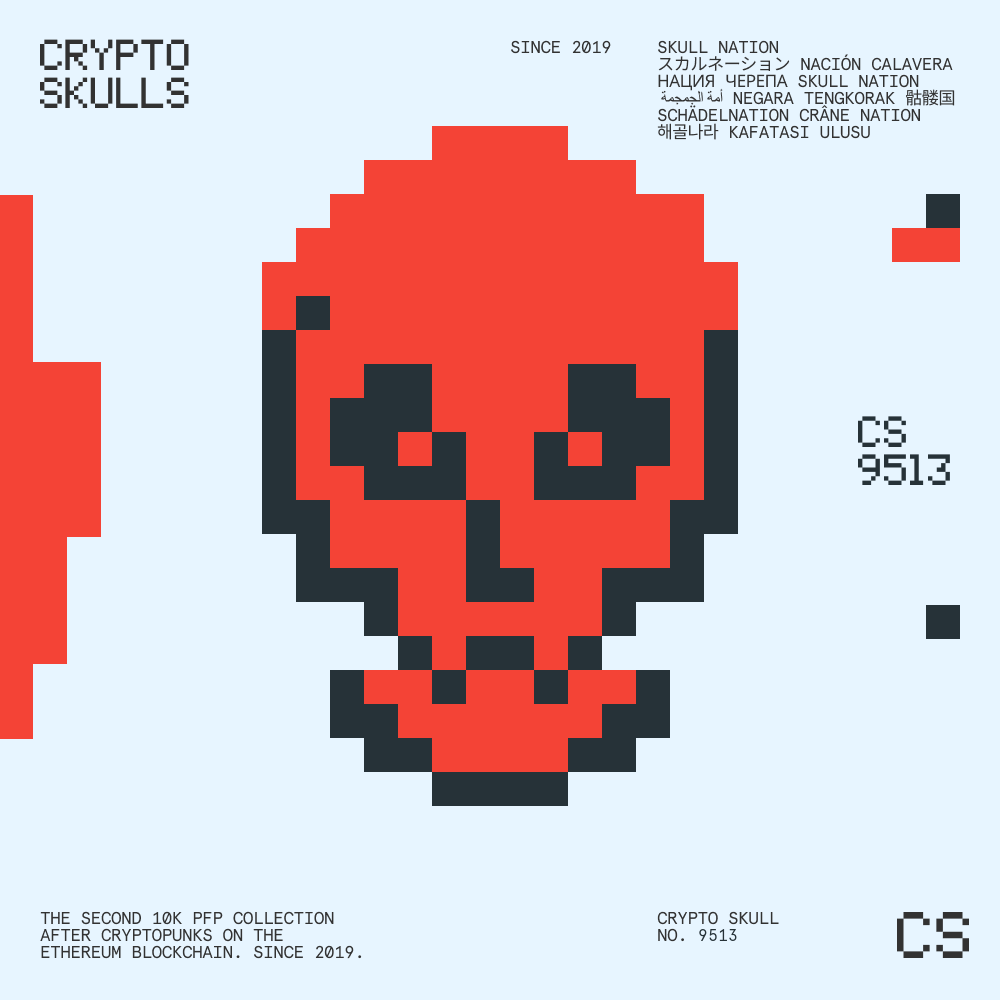 CRYPTO
SKULLS
SINCE 2019
SKULL NATION
スカルネーション NACIÓN CALAVERA
НАЦИЯ ЧЕРЕПА SKULL NATION
أمة الجمجمة NEGARA TENGKORAK 骷髅国
SCHÄDELNATION CRÂNE NATION
해골나라 KAFATASI ULUSU
CS
9513
THE SECOND 10K PFP COLLECTION
AFTER CRYPTOPUNKS ON THE
ETHEREUM BLOCKCHAIN. SINCE 2019.
CRYPTO SKULL
NO. 9513
CS